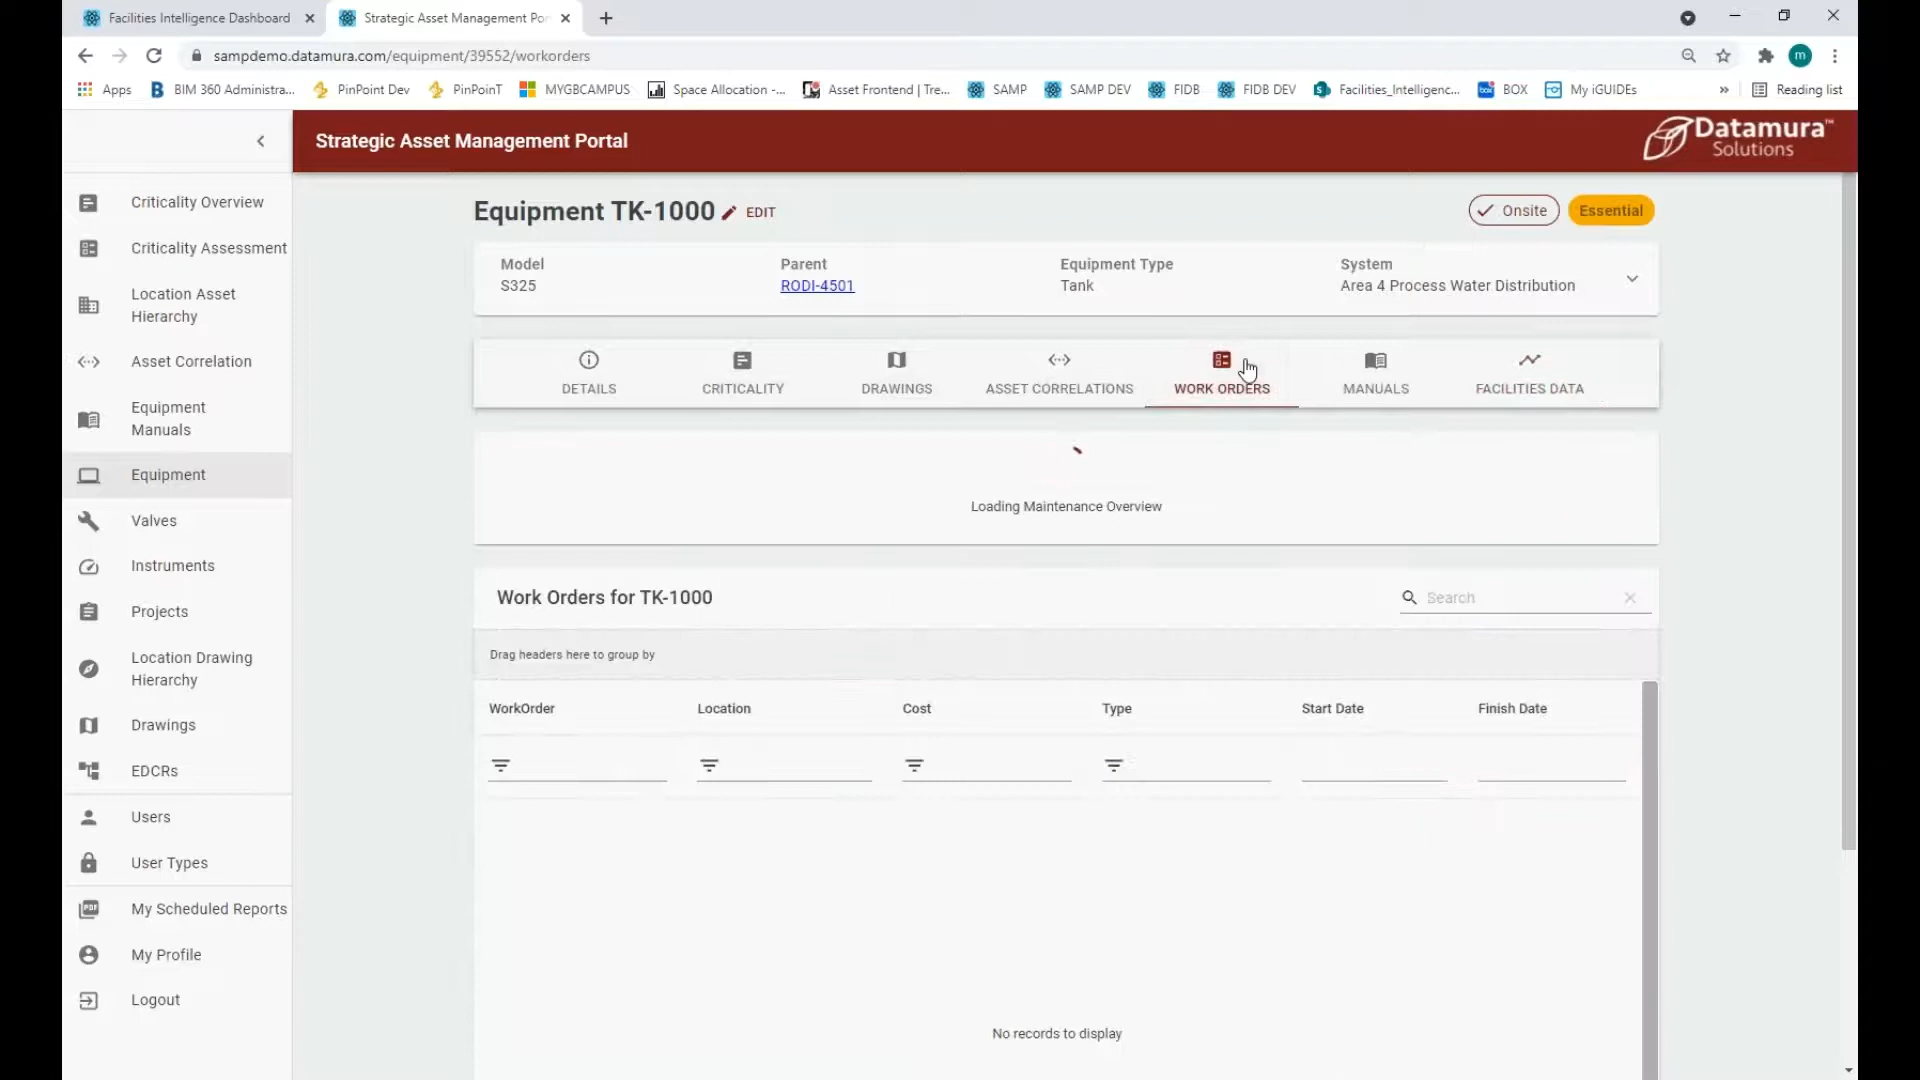 Facilities Intelligence Dashboard
Strategic Asset Management Po
sampdemo.datamura.com/equipment/39552/workorders
m
Apps
BIM 360 Administra...
PinPoint Dev
PinPoinT
MYGBCAMPUS
Space Allocation -...
Asset Frontend | Tre...
SAMP
SAMP DEV
FIDB
FIDB DEV
Facilities_Intelligenc...
BOX
My iGUIDEs
»
Reading list
Strategic Asset Management Portal
Datamura™
Solutions
Criticality Overview
Criticality Assessment
Location Asset
Hierarchy
Asset Correlation
Equipment
Manuals
Equipment
Valves
Instruments
Projects
Location Drawing
Hierarchy
Drawings
EDCRs
Users
User Types
PDF
My Scheduled Reports
My Profile
Logout
Equipment TK-1000
EDIT
Onsite
Essential
Model
S325
Parent
RODI-4501
Equipment Type
Tank
System
Area 4 Process Water Distribution
DETAILS
CRITICALITY
DRAWINGS
ASSET CORRELATIONS
WORK ORDERS
MANUALS
FACILITIES DATA
Loading Maintenance Overview
Work Orders for TK-1000
Search
Drag headers here to group by
WorkOrder
Location
Cost
Type
Start Date
Finish Date
No records to display